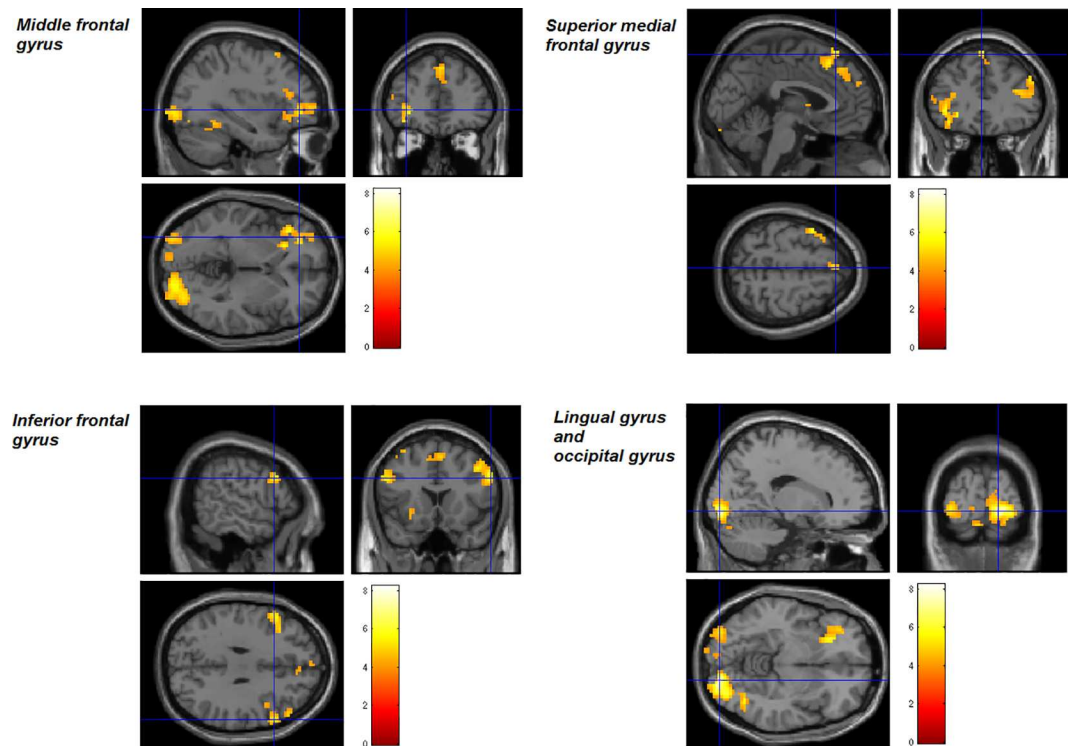 Middle frontal
gyrus
8
6
4
2
0
Superior medial
frontal gyrus
8
6
4
2
0
Inferior frontal
gyrus
8
6
4
2
0
Lingual gyrus
and
occipital gyrus
8
6
4
2
0